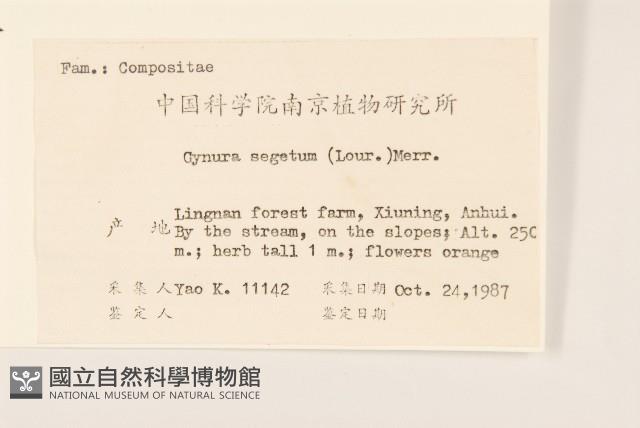 Fam.: Compositae
中国科学院南京植物研究所
Gynura segetum (Lour.)Merr.
产 地 Lingnan forest farm, Xiuning, Anhui.
By the stream, on the slopes; Alt. 250
m.; herb tall 1 m.; flowers orange
采 集 人 Yao K. 11142 采集日期 Oct. 24,1987
鉴 定 人 鉴定日期
國立自然科學博物館
NATIONAL MUSEUM OF NATURAL SCIENCE